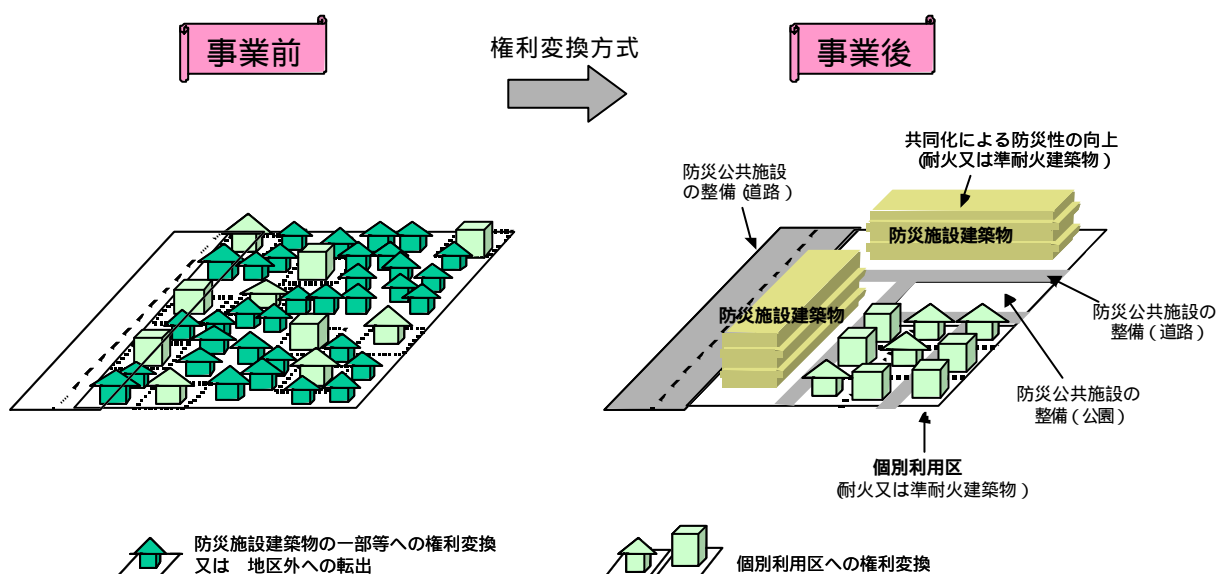 事業前
権利変換方式
事業後
共同化による防災性の向上
(耐火又は準耐火建築物)
防災公共施設
の整備(道路)
防災施設建築物
防災施設建築物
防災公共施設の
整備(道路)
防災公共施設の
整備(公園)
個別利用区
(耐火又は準耐火建築物)
防災施設建築物の一部等への権利変換
又は 地区外への転出
個別利用区への権利変換